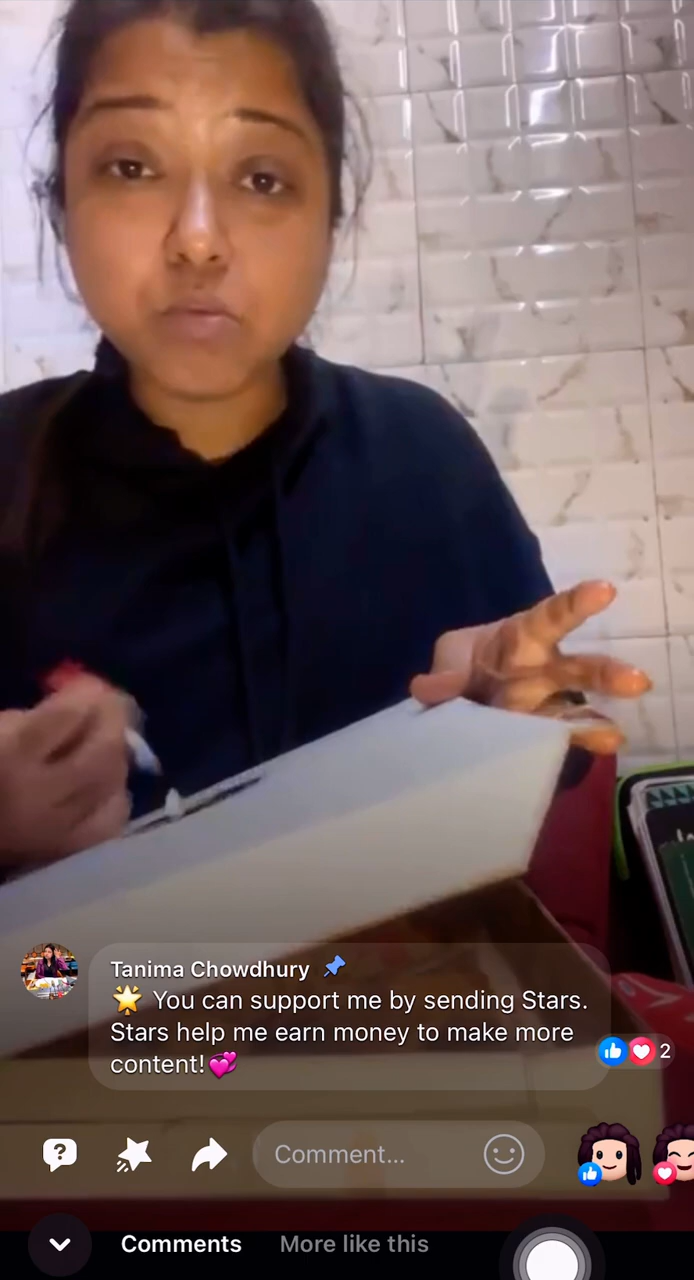 Tanima Chowdhury
🌟 You can support me by sending Stars.
Stars help me earn money to make more
content!💞
2
Comment...
Comments
More like this